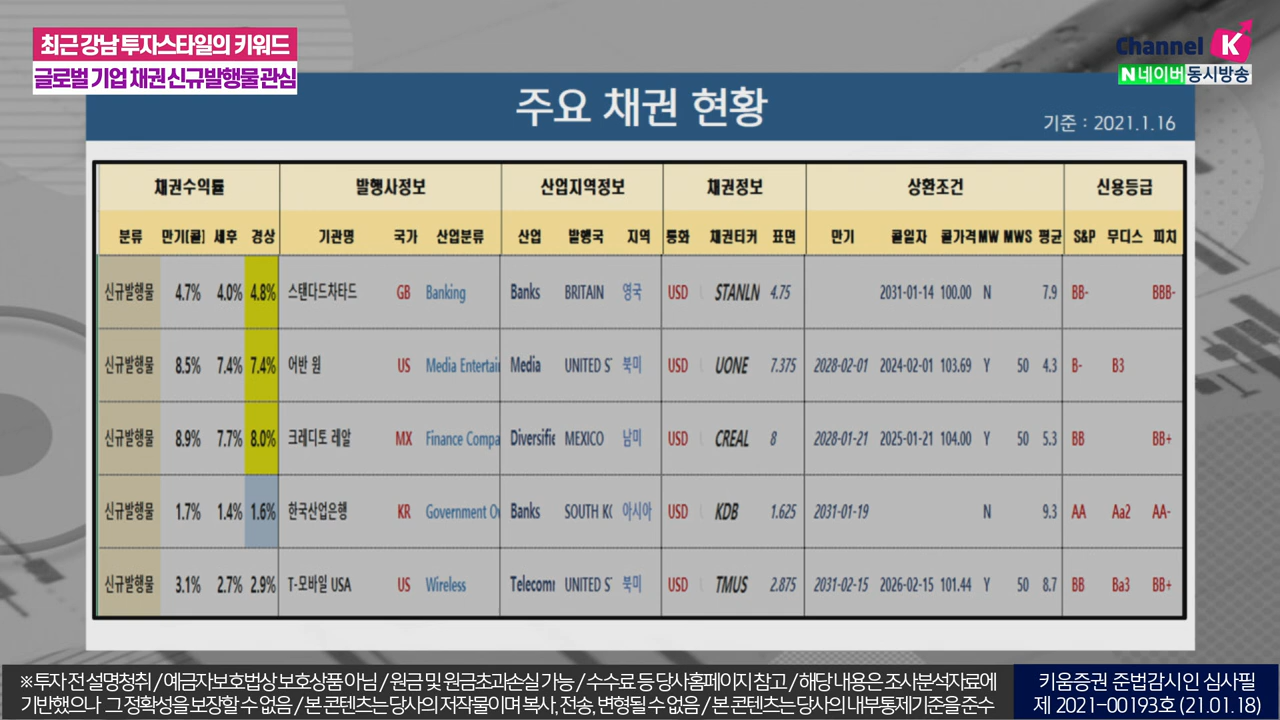 최근 강남 투자스타일의 키워드
글로벌 기업 채권 신규발행물 관심
Channel K
N 네이버 동시방송
주요 채권 현황
기준 : 2021.1.16
채권수익률 발행사정보 산업지역정보 채권정보 상환조건 신용등급
분류 만기(콜) 세후 경상 기관명 국가 산업분류 산업 발행국 지역 통화 채권티커 표면 만기 콜일자 콜가격 MW MWS 평균 S&P 무디스 피치
신규발행물 4.7% 4.0% 4.8% 스탠다드차타드 GB Banking Banks BRITAIN 영국 USD STANLN 4.75 2031-01-14 100.00 N 7.9 BB- BBB-
신규발행물 8.5% 7.4% 7.4% 어반 원 US Media Entertai Media UNITED S 북미 USD UONE 7.375 2028-02-01 2024-02-01 103.69 Y 50 4.3 B- B3
신규발행물 8.9% 7.7% 8.0% 크레디토 레알 MX Finance Compa Diversifie MEXICO 남미 USD CREAL 8 2028-01-21 2025-01-21 104.00 Y 50 5.3 BB BB+
신규발행물 1.7% 1.4% 1.6% 한국산업은행 KR Government Ow Banks SOUTH KO 아시아 USD KDB 1.625 2031-01-19 N 9.3 AA Aa2 AA-
신규발행물 3.1% 2.7% 2.9% T-모바일 USA US Wireless Telecomm UNITED S 북미 USD TMUS 2.875 2031-02-15 2026-02-15 101.44 Y 50 8.7 BB Ba3 BB+
※ 투자 전 설명청취 / 예금자보호법상 보호상품 아님 / 원금 및 원금초과손실 가능 / 수수료 등 당사홈페이지 참고 / 해당 내용은 조사분석자료에
기반했으나 그 정확성을 보장할 수 없음 / 본 콘텐츠는 당사의 저작물이며 복사, 전송, 변형될 수 없음 / 본 콘텐츠는 당사의 내부통제기준을 준수
키움증권 준법감시인 심사필
제 2021-00193호 (21.01.18)